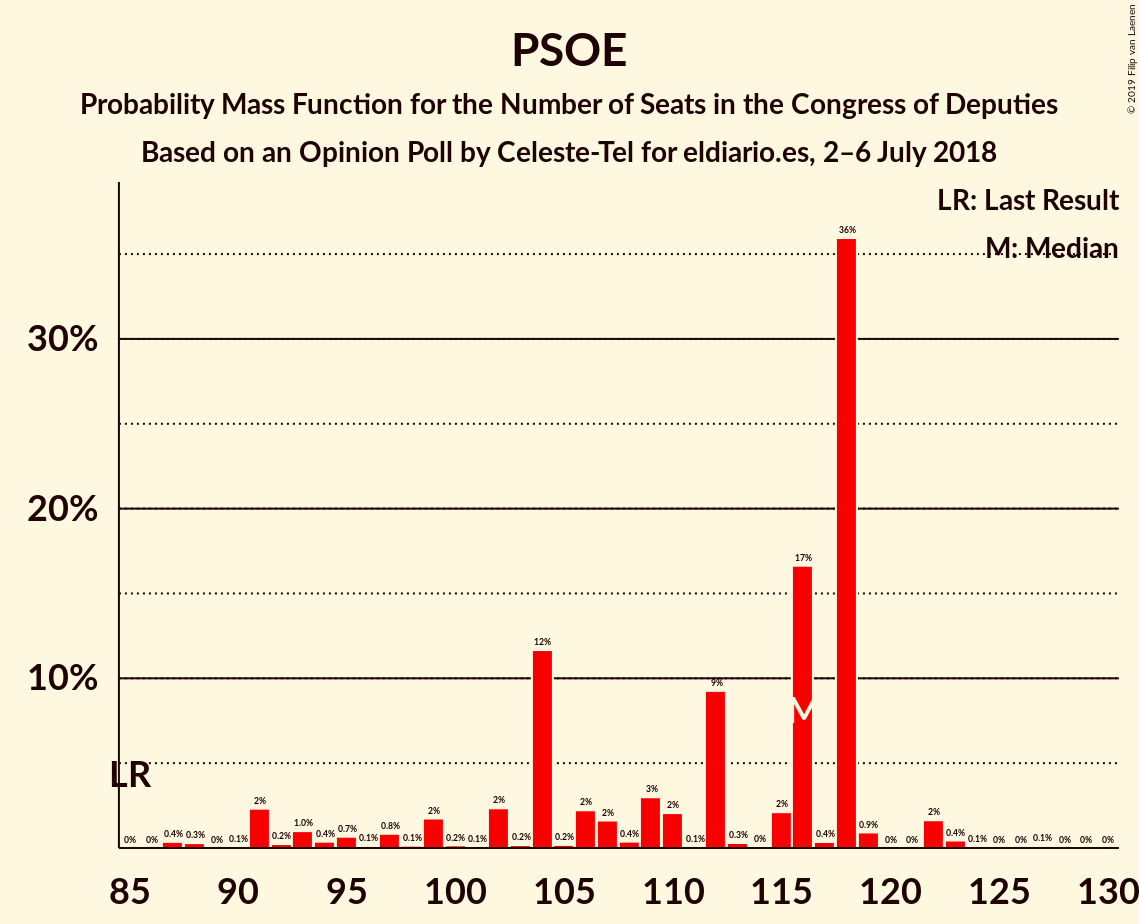 © 2019 Filip van Laenen
PSOE
Probability Mass Function for the Number of Seats in the Congress of Deputies
Based on an Opinion Poll by Celeste-Tel for eldiario.es, 2–6 July 2018
LR: Last Result
M: Median
30%
20%
10%
LR
M
0% 0% 0.4% 0.3% 0% 0.1% 2% 0.2% 1.0% 0.4% 0.7% 0.1% 0.8% 0.1% 2% 0.2% 0.1% 2% 0.2% 12% 0.2% 2% 2% 0.4% 3% 2% 0.1% 9% 0.3% 0% 2% 17% 0.4% 36% 0.9% 0% 0% 2% 0.4% 0.1% 0% 0% 0.1% 0% 0% 0%
85 90 95 100 105 110 115 120 125 130